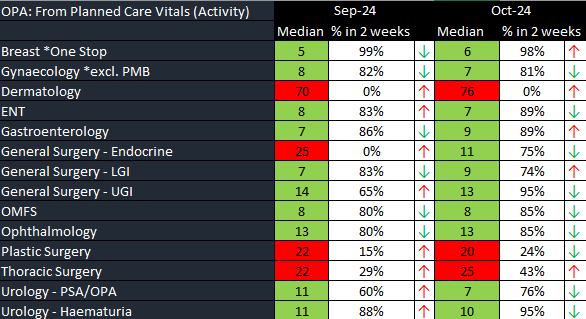 OPA: From Planned Care Vitals (Activity) Sep-24 Oct-24
Median % in 2 weeks Median % in 2 weeks
Breast *One Stop 5 99% ↓ 6 98% ↑
Gynaecology *excl. PMB 8 82% ↓ 7 81% ↓
Dermatology 70 0% ↑ 76 0% ↑
ENT 8 83% ↑ 7 89% ↓
Gastroenterology 7 86% ↓ 9 89% ↑
General Surgery - Endocrine 25 0% ↑ 11 75% ↓
General Surgery - LGI 7 83% ↓ 9 74% ↑
General Surgery - UGI 14 65% ↑ 13 95% ↓
OMFS 8 80% ↓ 8 85% ↓
Ophthalmology 13 80% ↓ 13 85% ↓
Plastic Surgery 22 15% ↑ 20 24% ↓
Thoracic Surgery 22 29% ↑ 25 43% ↑
Urology - PSA/OPA 11 60% ↑ 7 76% ↓
Urology - Haematuria 11 88% ↑ 10 95% ↓